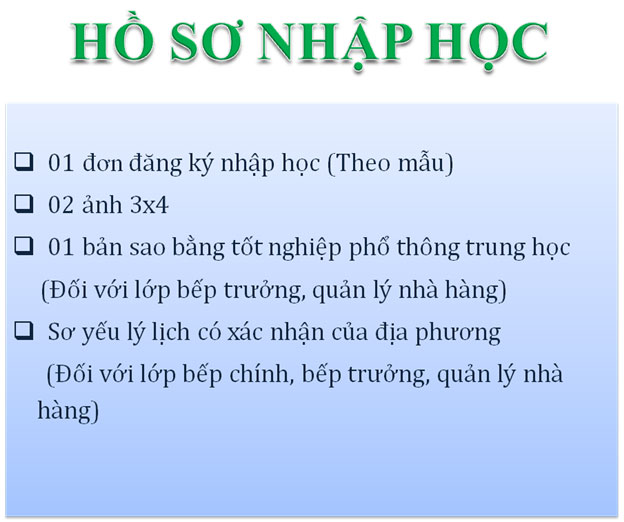 HỒ SƠ NHẬP HỌC
❑ 01 đơn đăng ký nhập học (Theo mẫu)
❑ 02 ảnh 3x4
❑ 01 bản sao bằng tốt nghiệp phổ thông trung học
(Đối với lớp bếp trưởng, quản lý nhà hàng)
❑ Sơ yếu lý lịch có xác nhận của địa phương
(Đối với lớp bếp chính, bếp trưởng, quản lý nhà
hàng)